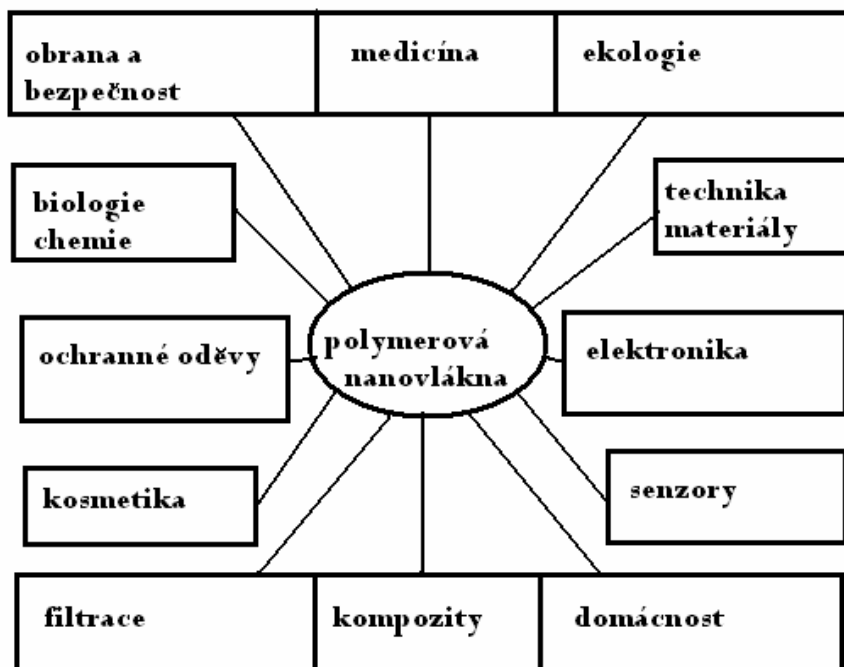 obrana a
bezpečnost
medicína
ekologie
biologie
chemie
technika
materiály
ochranné oděvy
polymerová
nanovlákna
elektronika
kosmetika
senzory
filtrace
kompozity
domácnost